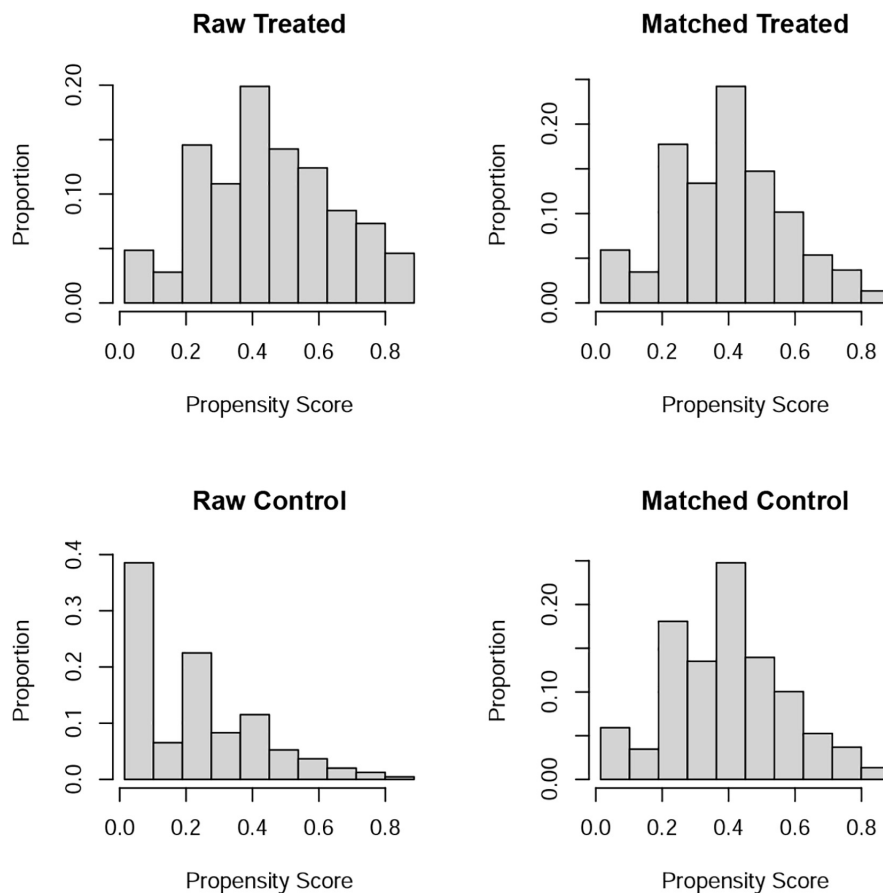 Raw Treated
Proportion
0.00 0.10 0.20
0.0 0.2 0.4 0.6 0.8
Propensity Score
Matched Treated
Proportion
0.00 0.10 0.20
0.0 0.2 0.4 0.6 0.8
Propensity Score
Raw Control
Proportion
0.0 0.1 0.2 0.3 0.4
0.0 0.2 0.4 0.6 0.8
Propensity Score
Matched Control
Proportion
0.00 0.10 0.20
0.0 0.2 0.4 0.6 0.8
Propensity Score